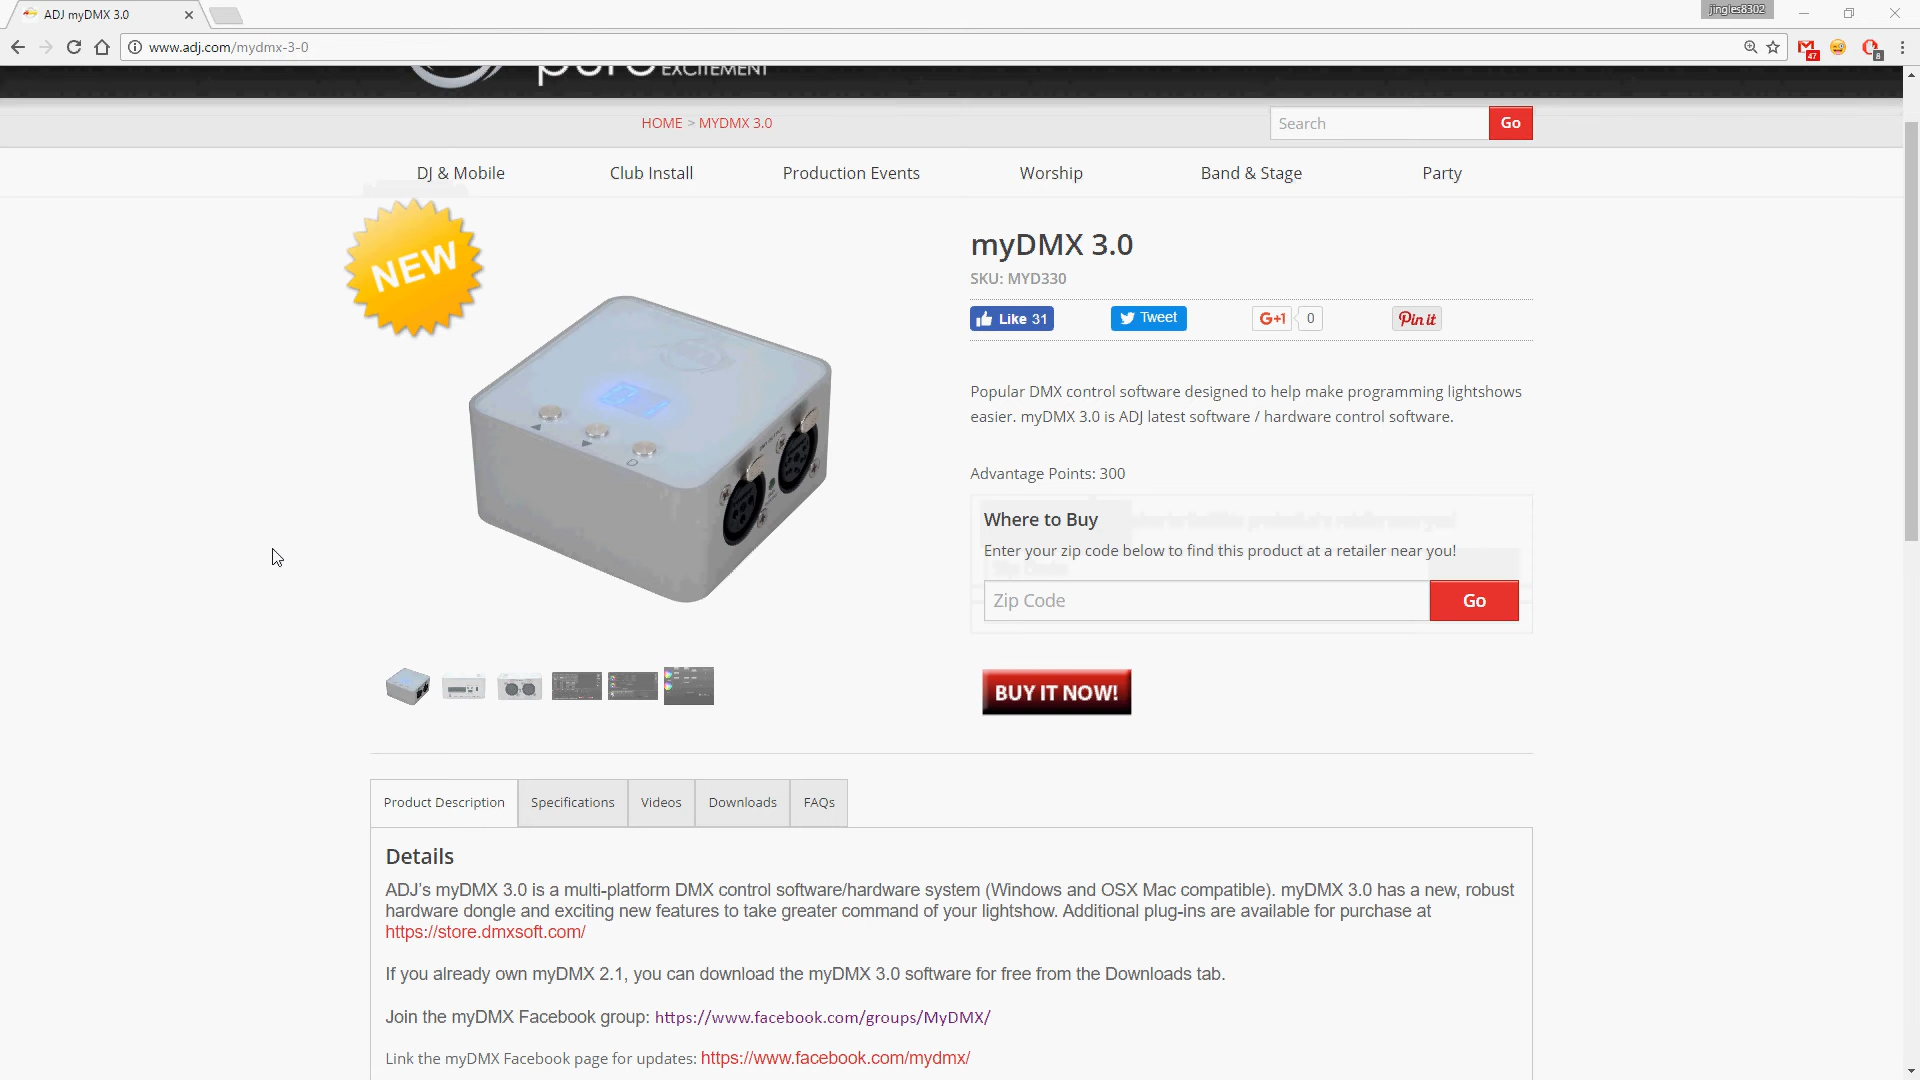 ADJ myDMX 3.0
jingles8302
www.adj.com/mydmx-3-0
47
8
pure EXCITEMENT
HOME > MYDMX 3.0
Search
Go
DJ & Mobile
Club Install
Production Events
Worship
Band & Stage
Party
NEW
myDMX 3.0
SKU: MYD330
Like 31
Tweet
G+1
0
Pin it
Popular DMX control software designed to help make programming lightshows
easier. myDMX 3.0 is ADJ latest software / hardware control software.
Advantage Points: 300
Where to Buy
Enter your zip code below to find this product at a retailer near you!
Zip Code
Go
BUY IT NOW!
Product Description
Specifications
Videos
Downloads
FAQs
Details
ADJ's myDMX 3.0 is a multi-platform DMX control software/hardware system (Windows and OSX Mac compatible). myDMX 3.0 has a new, robust
hardware dongle and exciting new features to take greater command of your lightshow. Additional plug-ins are available for purchase at
https://store.dmxsoft.com/
If you already own myDMX 2.1, you can download the myDMX 3.0 software for free from the Downloads tab.
Join the myDMX Facebook group: https://www.facebook.com/groups/MyDMX/
Link the myDMX Facebook page for updates: https://www.facebook.com/mydmx/